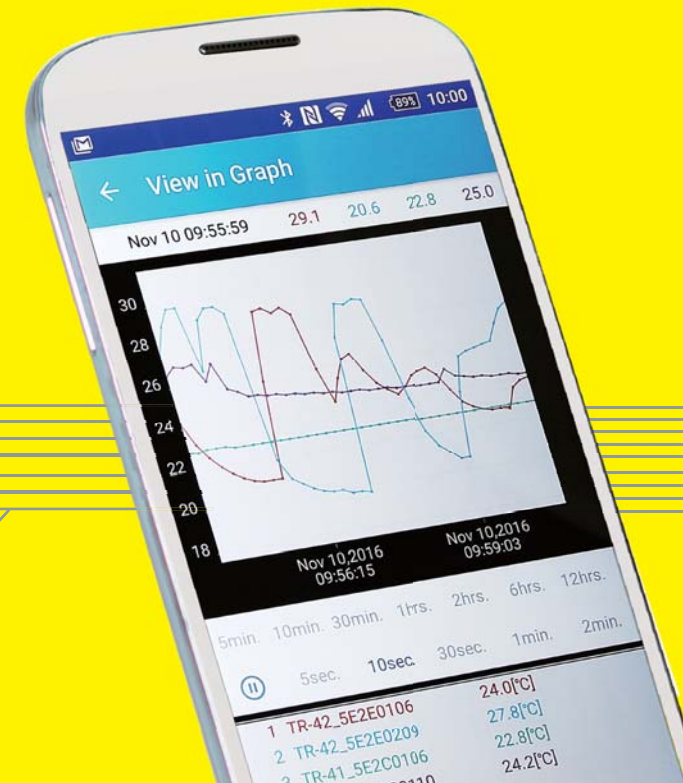 89% 10:00
View in Graph
Nov 10 09:55:59 29.1 20.6 22.8 25.0
30
28
26
24
22
20
18
Nov 10,2016 Nov 10,2016
09:56:15 09:59:03
5min. 10min. 30min. 1hrs. 2hrs. 6hrs. 12hrs.
5sec. 10sec. 30sec. 1min. 2min.
1 TR-42_5E2E0106 24.0[°C]
2 TR-42_5E2E0209 27.8[°C]
3 TR-41_5E2C0106 22.8[°C]
24.2[°C]